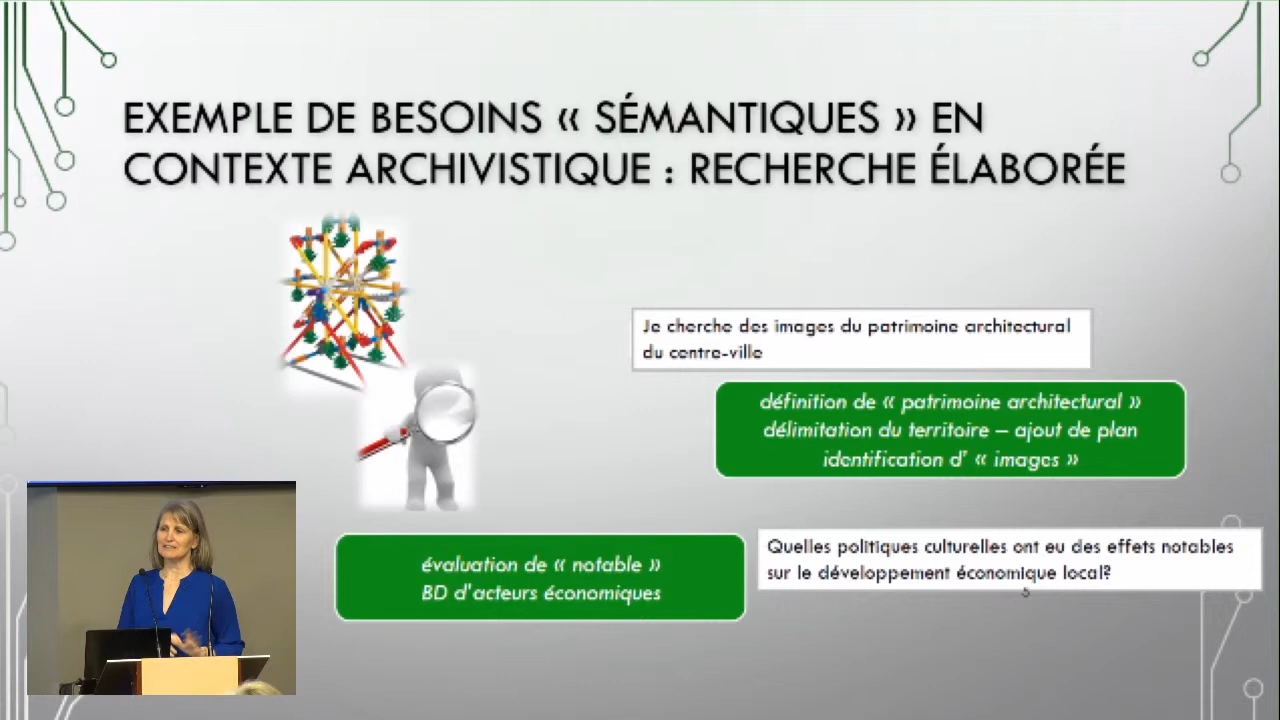 EXEMPLE DE BESOINS « SÉMANTIQUES » EN
CONTEXTE ARCHIVISTIQUE : RECHERCHE ÉLABORÉE
Je cherche des images du patrimoine architectural
du centre-ville
définition de « patrimoine architectural »
délimitation du territoire – ajout de plan
identification d' « images »
évaluation de « notable »
BD d'acteurs économiques
Quelles politiques culturelles ont eu des effets notables
sur le développement économique local?
5